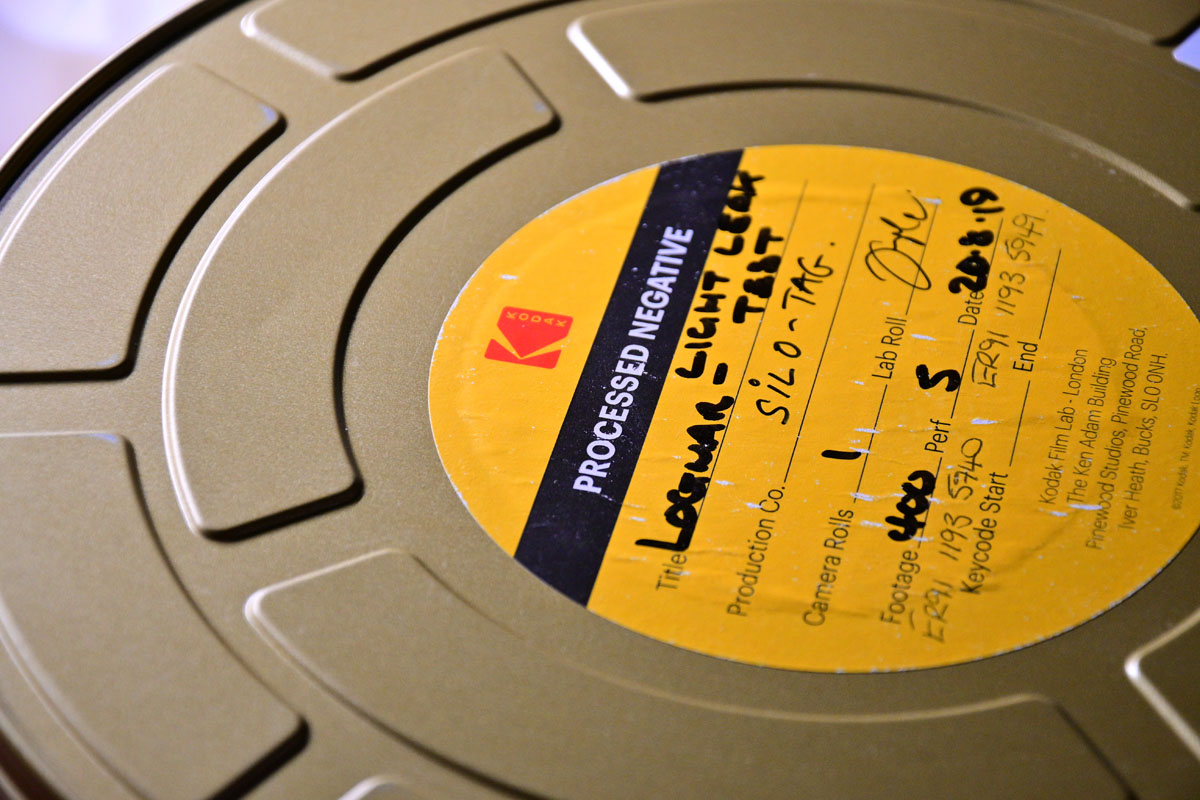 KODAK
PROCESSED NEGATIVE
Title LOGMAR - LIGHT LEAK
TEST
Production Co. SILO-TAG.
Camera Rolls 1 Lab Roll
Footage 400 Perf 5 Date 20.8.19
ER91 1193 5740 ER91 1193 5949.
Keycode Start End
Kodak Film Lab - London
The Ken Adam Building
Pinewood Studios, Pinewood Road,
Iver Heath, Bucks, SL0 0NH.